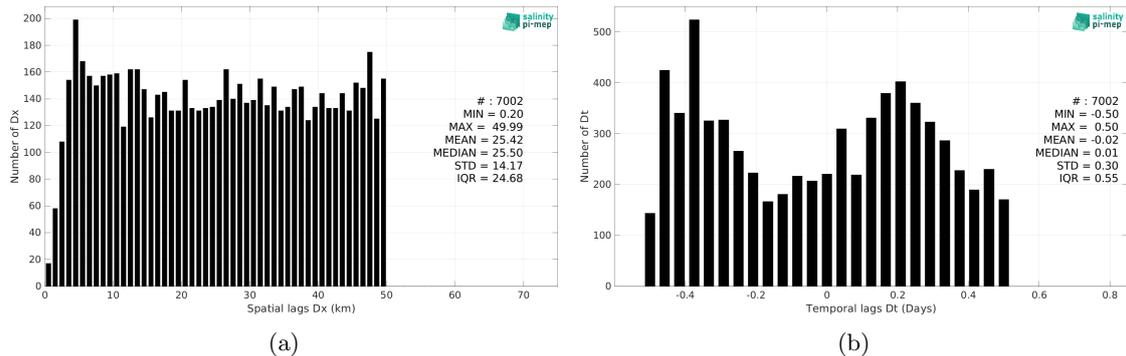 salinity
pi-mep
200
180
160
140
120
100
80
60
40
20
0
Number of Dx
# : 7002
MIN = 0.20
MAX = 49.99
MEAN = 25.42
MEDIAN = 25.50
STD = 14.17
IQR = 24.68
0 10 20 30 40 50 60 70
Spatial lags Dx (km)
(a)
salinity
pi-mep
500
400
300
200
100
0
Number of Dt
# : 7002
MIN = -0.50
MAX = 0.50
MEAN = -0.02
MEDIAN = 0.01
STD = 0.30
IQR = 0.55
-0.4 -0.2 0 0.2 0.4 0.6 0.8
Temporal lags Dt (Days)
(b)